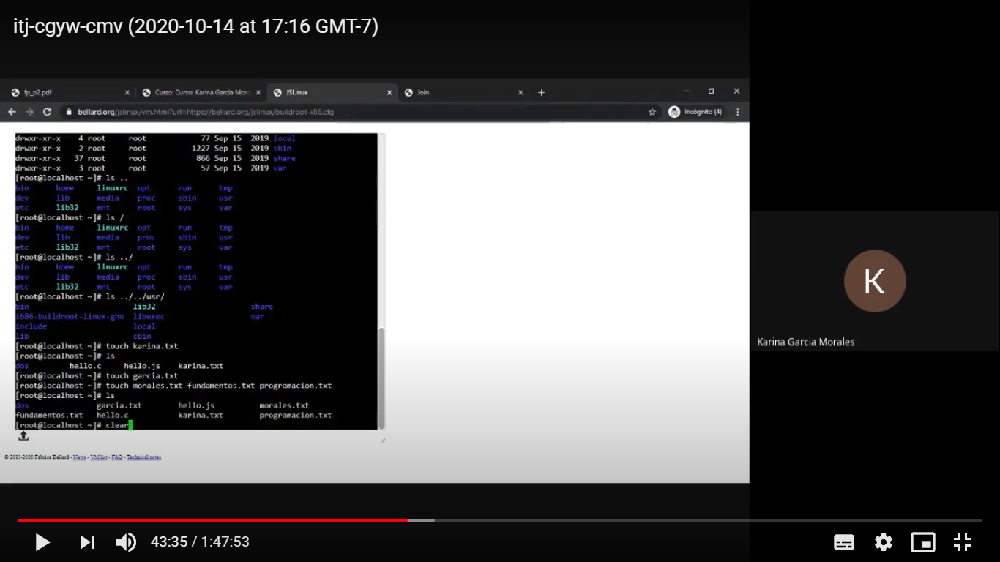 itj-cgyw-cmv (2020-10-14 at 17:16 GMT-7)
fp_p2.pdf
Curso: Curso: Karina Garcia Mora
JSLinux
Join
bellard.org/jslinux/vm.html?url=https://bellard.org/jslinux/buildroot-x86.cfg
Incógnito (4)
drwxr-xr-x 4 root root 77 Sep 15 2019 local
drwxr-xr-x 2 root root 1227 Sep 15 2019 sbin
drwxr-xr-x 37 root root 866 Sep 15 2019 share
drwxr-xr-x 3 root root 57 Sep 15 2019 var
[root@localhost ~]# ls ..
bin home linuxrc opt run tmp
dev lib media proc sbin usr
etc lib32 mnt root sys var
[root@localhost ~]# ls /
bin home linuxrc opt run tmp
dev lib media proc sbin usr
etc lib32 mnt root sys var
[root@localhost ~]# ls ../
bin home linuxrc opt run tmp
dev lib media proc sbin usr
etc lib32 mnt root sys var
[root@localhost ~]# ls ../../usr/
bin lib32 share
i686-buildroot-linux-gnu libexec var
include local
lib sbin
[root@localhost ~]# touch karina.txt
[root@localhost ~]# ls
dos hello.c hello.js karina.txt
[root@localhost ~]# touch garcia.txt
[root@localhost ~]# touch morales.txt fundamentos.txt programacion.txt
[root@localhost ~]# ls
dos garcia.txt hello.js morales.txt
fundamentos.txt hello.c karina.txt programacion.txt
[root@localhost ~]# clear
© 2011-2020 Fabrice Bellard - News - VM list - FAQ - Technical notes
K
Karina Garcia Morales
43:35 / 1:47:53